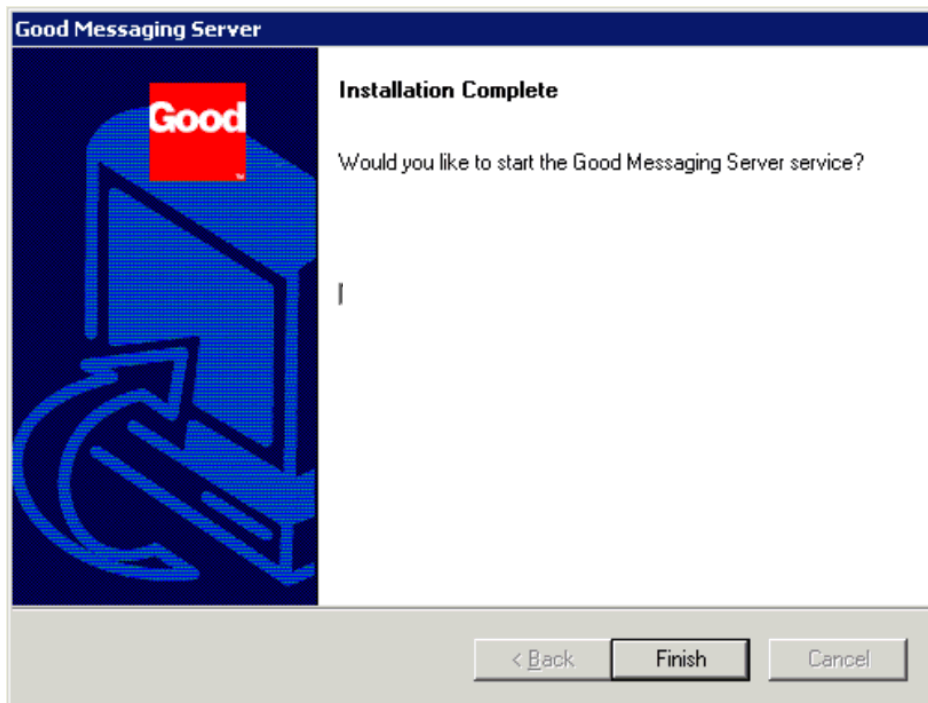 Good Messaging Server
Good
Installation Complete
Would you like to start the Good Messaging Server service?
< Back
Finish
Cancel